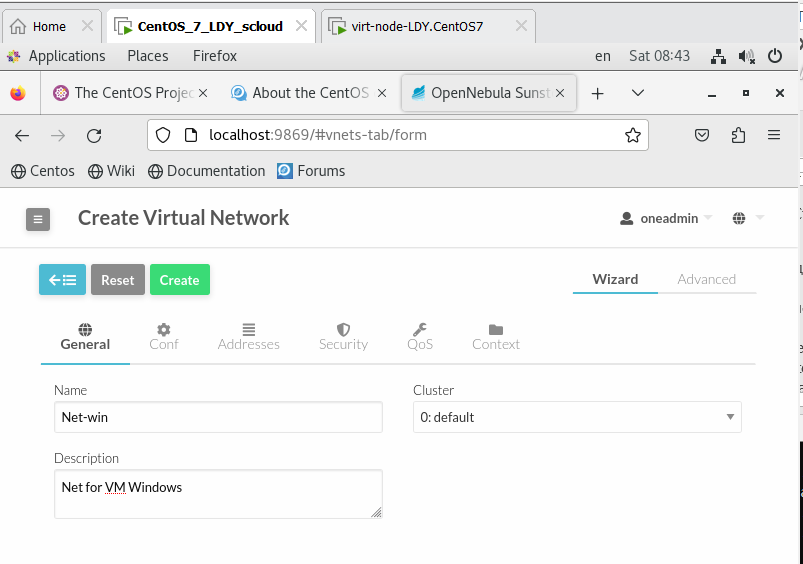 Home CentOS_7_LDY_scloud virt-node-LDY.CentOS7
Applications Places Firefox en Sat 08:43
The CentOS Projec About the CentOS OpenNebula Sunst
localhost:9869/#vnets-tab/form
Centos Wiki Documentation Forums
Create Virtual Network oneadmin
Reset Create Wizard Advanced
General Conf Addresses Security QoS Context
Name Cluster
Net-win 0: default
Description
Net for VM Windows